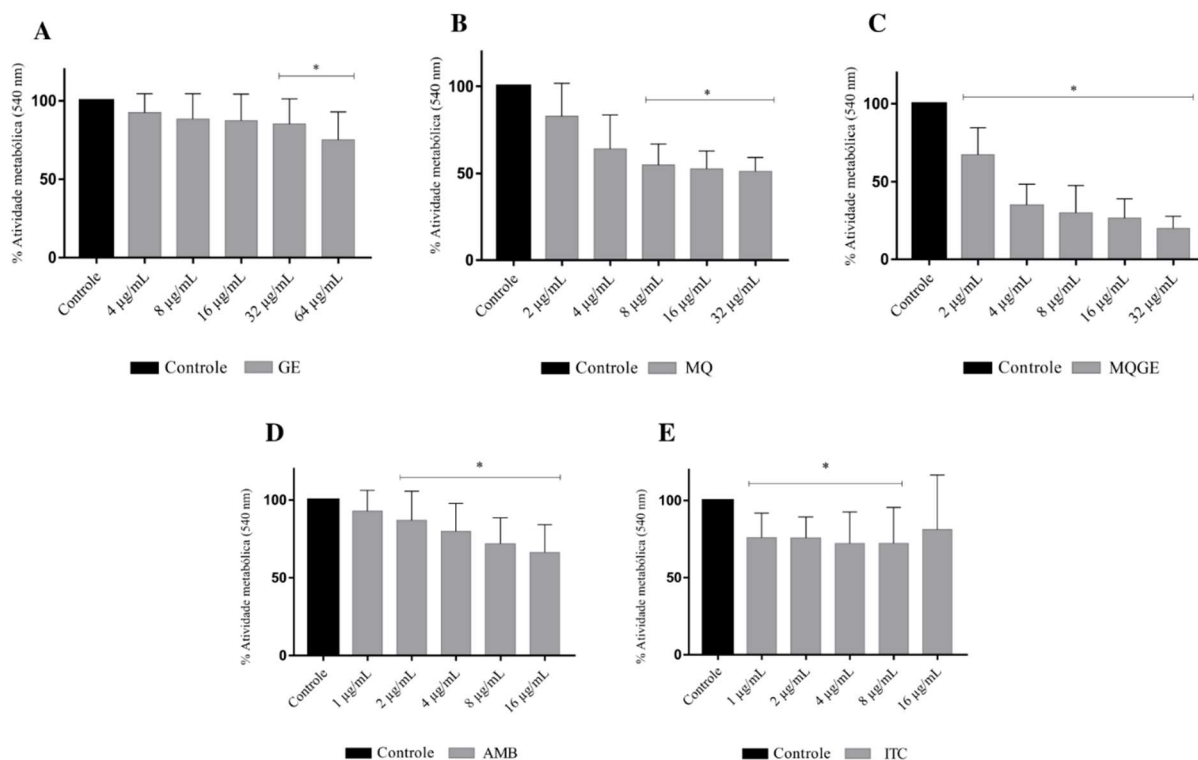 A
% Atividade metabólica (540 nm)
*
100
50
0
Controle
4 µg/mL
8 µg/mL
16 µg/mL
32 µg/mL
64 µg/mL
Controle GE
B
% Atividade metabólica (540 nm)
*
100
50
0
Controle
2 µg/mL
4 µg/mL
8 µg/mL
16 µg/mL
32 µg/mL
Controle MQ
C
% Atividade metabólica (540 nm)
*
100
50
0
Controle
2 µg/mL
4 µg/mL
8 µg/mL
16 µg/mL
32 µg/mL
Controle MQGE
D
% Atividade metabólica (540 nm)
*
100
50
0
Controle
1 µg/mL
2 µg/mL
4 µg/mL
8 µg/mL
16 µg/mL
Controle AMB
E
% Atividade metabólica (540 nm)
*
100
50
0
Controle
1 µg/mL
2 µg/mL
4 µg/mL
8 µg/mL
16 µg/mL
Controle ITC